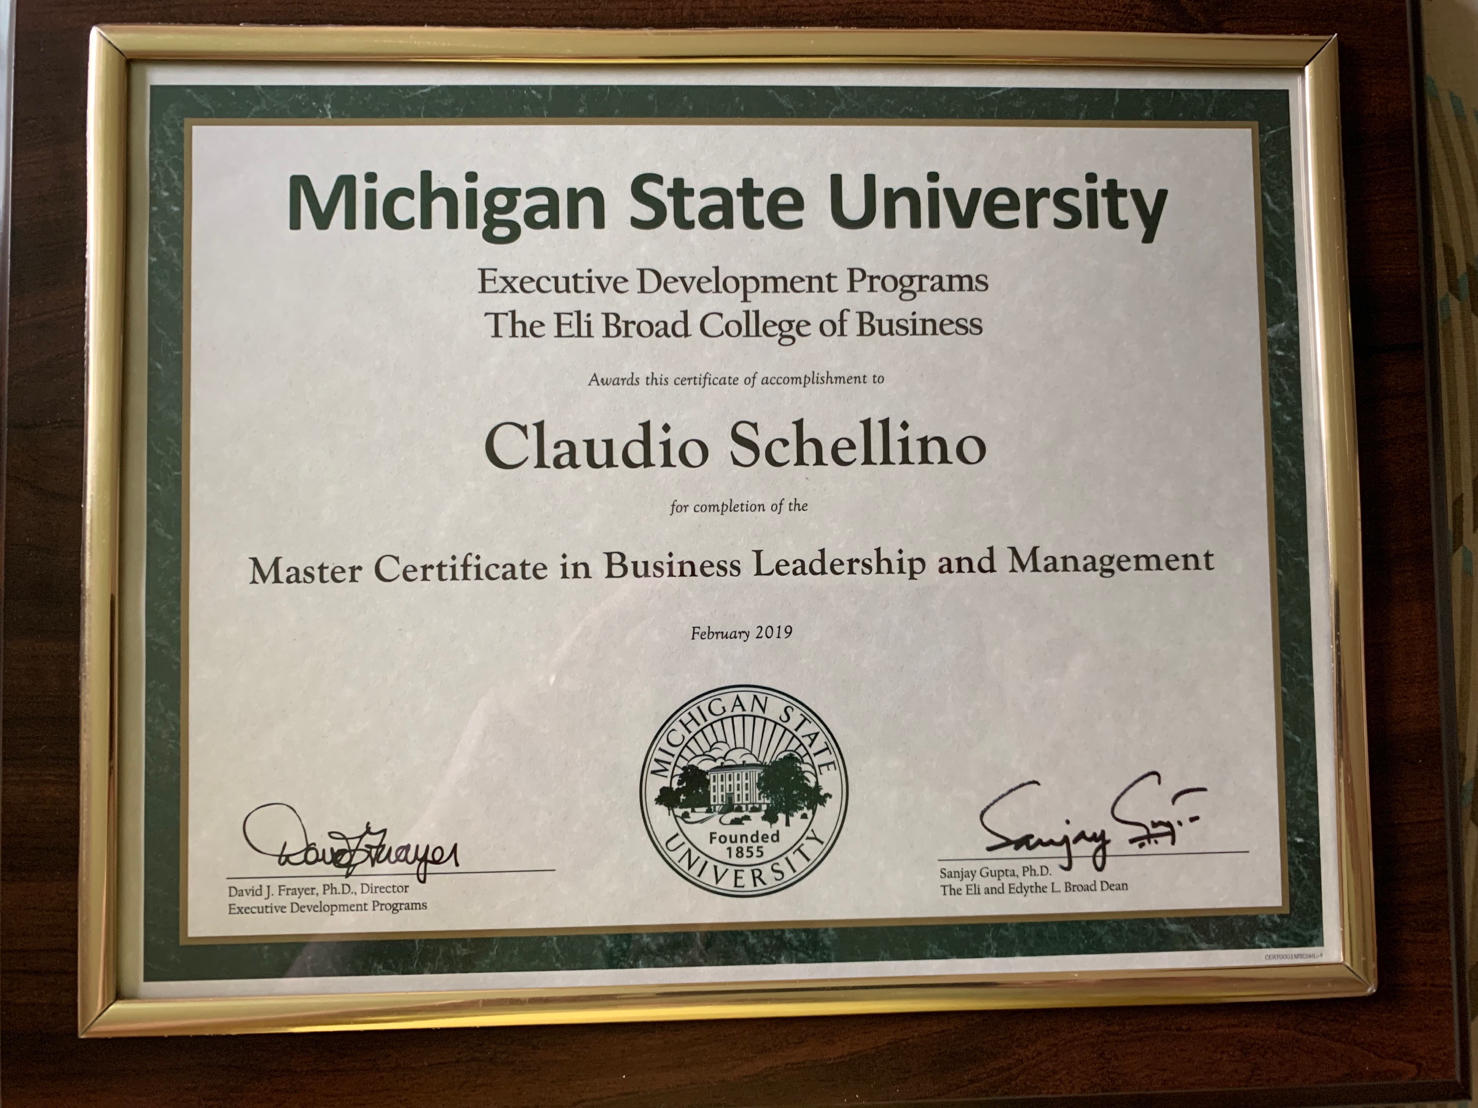 Michigan State University
Executive Development Programs
The Eli Broad College of Business
Awards this certificate of accomplishment to
Claudio Schellino
for completion of the
Master Certificate in Business Leadership and Management
February 2019
MICHIGAN STATE
UNIVERSITY
Founded
1855
David J Frayer
David J. Frayer, Ph.D., Director
Executive Development Programs
Sanjay Gupta
Sanjay Gupta, Ph.D.
The Eli and Edythe L. Broad Dean